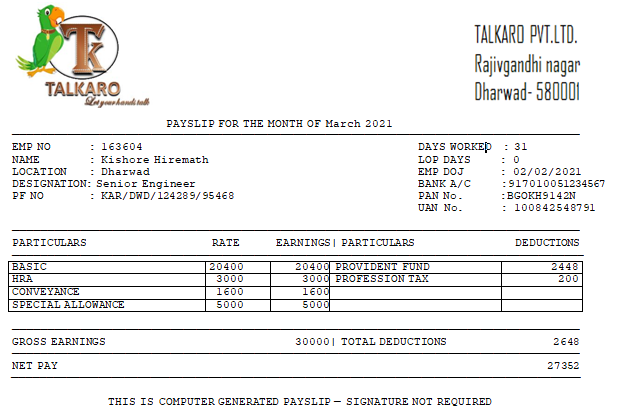 Tk
TALKARO
Let your hands talk
TALKARO PVT.LTD.
Rajivgandhi nagar
Dharwad- 580001
PAYSLIP FOR THE MONTH OF March 2021
EMP NO : 163604 DAYS WORKED : 31
NAME : Kishore Hiremath LOP DAYS : 0
LOCATION : Dharwad EMP DOJ : 02/02/2021
DESIGNATION: Senior Engineer BANK A/C :917010051234567
PF NO : KAR/DWD/124289/95468 PAN No. :BGOKH9142N
UAN No. : 100842548791
PARTICULARS RATE EARNINGS| PARTICULARS DEDUCTIONS
BASIC 20400 20400 PROVIDENT FUND 2448
HRA 3000 3000 PROFESSION TAX 200
CONVEYANCE 1600 1600
SPECIAL ALLOWANCE 5000 5000
GROSS EARNINGS 30000| TOTAL DEDUCTIONS 2648
NET PAY 27352
THIS IS COMPUTER GENERATED PAYSLIP — SIGNATURE NOT REQUIRED